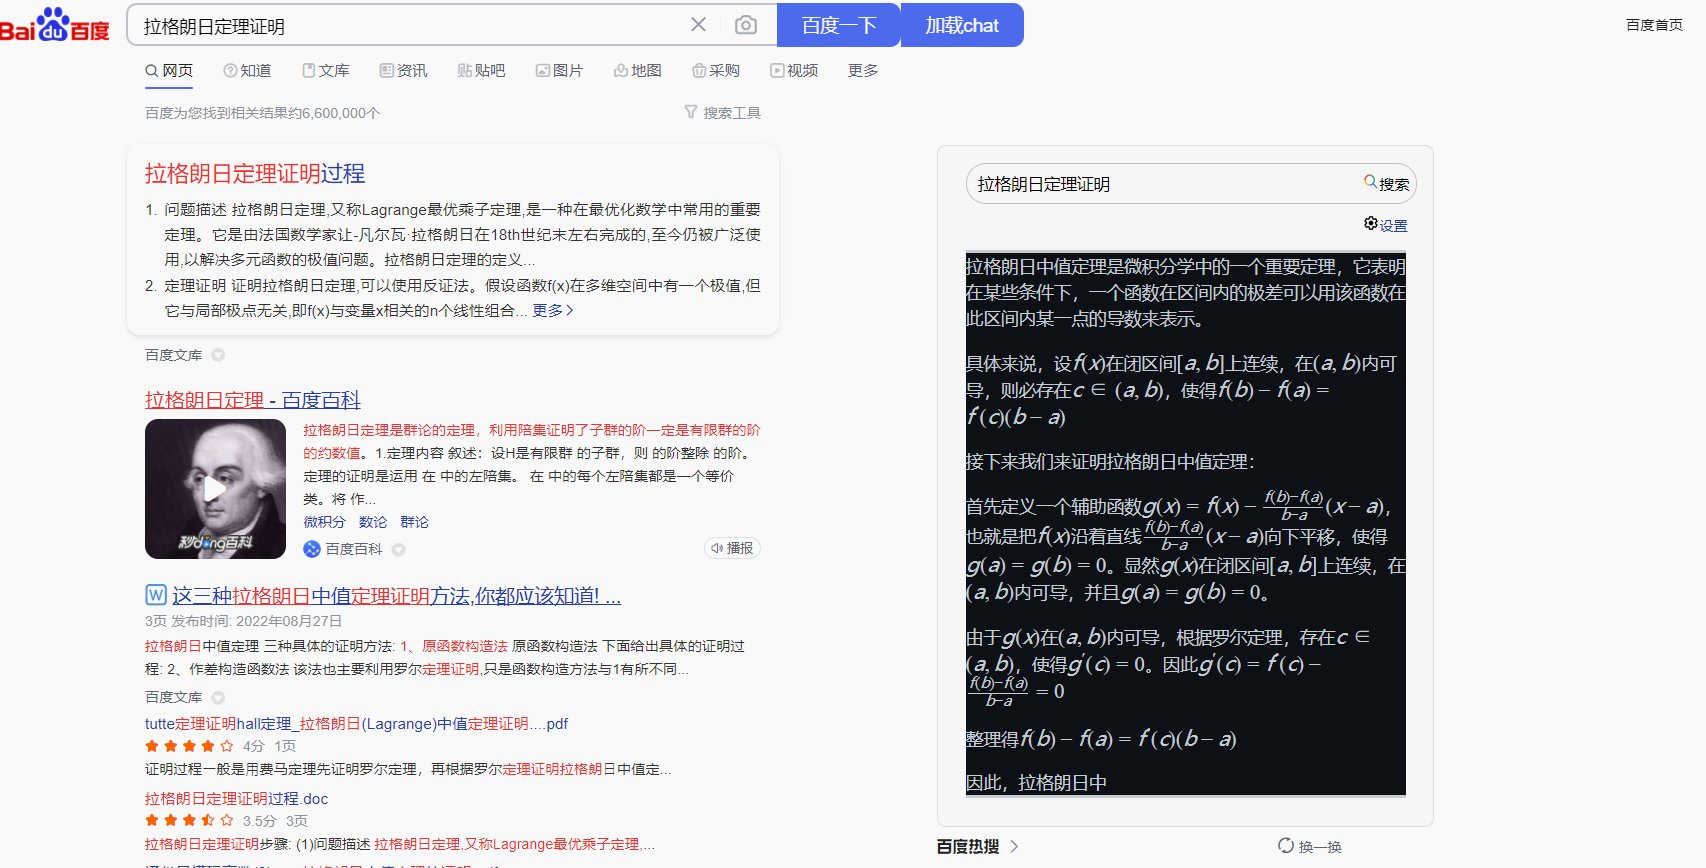 Bai du 百度
拉格朗日定理证明
百度一下
加载chat
百度首页
网页 知道 文库 资讯 贴吧 图片 地图 采购 视频 更多
百度为您找到相关结果约6,600,000个
搜索工具
拉格朗日定理证明过程
1. 问题描述 拉格朗日定理,又称Lagrange最优乘子定理,是一种在最优化数学中常用的重要
定理。它是由法国数学家让-凡尔瓦·拉格朗日在18th世纪末左右完成的,至今仍被广泛使
用,以解决多元函数的极值问题。拉格朗日定理的定义...
2. 定理证明 证明拉格朗日定理,可以使用反证法。假设函数f(x)在多维空间中有一个极值,但
它与局部极点无关,即f(x)与变量x相关的n个线性组合... 更多
百度文库
拉格朗日定理 - 百度百科
拉格朗日定理是群论的定理，利用陪集证明了子群的阶一定是有限群的阶
的约数值。1.定理内容 叙述：设H是有限群 的子群，则 的阶整除 的阶。
定理的证明是运用 在 中的左陪集。 在 中的每个左陪集都是一个等价
类。将 作...
微积分 数论 群论
秒dong百科
百度百科
播报
W 这三种拉格朗日中值定理证明方法,你都应该知道! ...
3页 发布时间: 2022年08月27日
拉格朗日中值定理 三种具体的证明方法: 1、原函数构造法 原函数构造法 下面给出具体的证明过
程: 2、作差构造函数法 该法也主要利用罗尔定理证明,只是函数构造方法与1有所不同...
百度文库
tutte定理证明hall定理_拉格朗日(Lagrange)中值定理证明....pdf
4分 1页
证明过程一般是用费马定理先证明罗尔定理，再根据罗尔定理证明拉格朗日中值定...
拉格朗日定理证明过程.doc
3.5分 3页
拉格朗日定理证明步骤: (1)问题描述 拉格朗日定理,又称Lagrange最优乘子定理,...
拉格朗日定理证明
搜索
设置
拉格朗日中值定理是微积分学中的一个重要定理，它表明
在某些条件下，一个函数在区间内的极差可以用该函数在
此区间内某一点的导数来表示。
具体来说，设f(x)在闭区间[a, b]上连续，在(a, b)内可
导，则必存在c ∈ (a, b)，使得f(b) − f(a) =
f′(c)(b − a)
接下来我们来证明拉格朗日中值定理：
首先定义一个辅助函数g(x) = f(x) − \frac{f(b)−f(a)}{b−a}(x − a)，
也就是把f(x)沿着直线\frac{f(b)−f(a)}{b−a}(x − a)向下平移，使得
g(a) = g(b) = 0。显然g(x)在闭区间[a, b]上连续，在
(a, b)内可导，并且g(a) = g(b) = 0。
由于g(x)在(a, b)内可导，根据罗尔定理，存在c ∈
(a, b)，使得g′(c) = 0。因此g′(c) = f′(c) −
\frac{f(b)−f(a)}{b−a} = 0
整理得f(b) − f(a) = f′(c)(b − a)
因此，拉格朗日中
百度热搜
换一换